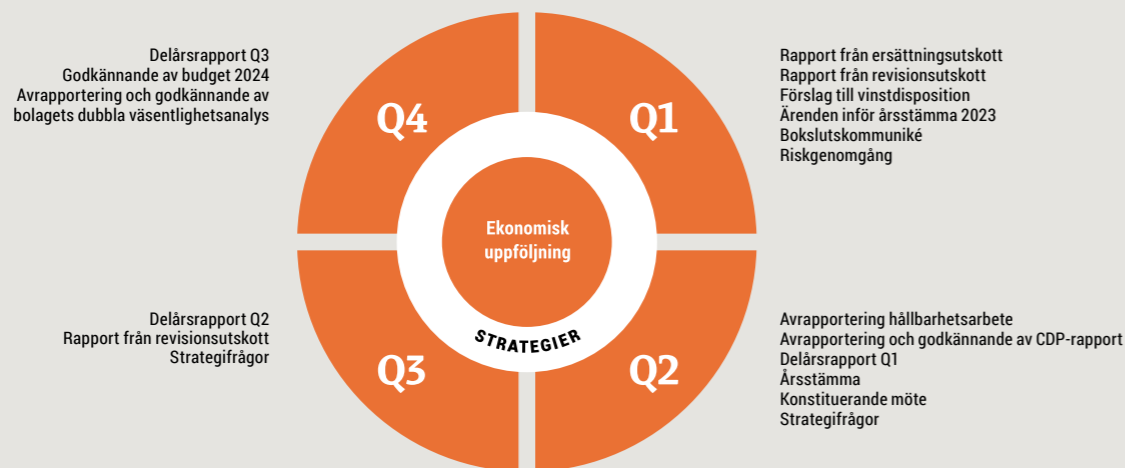 Delårsrapport Q3
Godkännande av budget 2024
Avrapportering och godkännande av
bolagets dubbla väsentlighetsanalys
Q4
Q1
Rapport från ersättningsutskott
Rapport från revisionsutskott
Förslag till vinstdisposition
Ärenden inför årsstämma 2023
Bokslutskommuniké
Riskgenomgång
Ekonomisk
uppföljning
STRATEGIER
Delårsrapport Q2
Rapport från revisionsutskott
Strategifrågor
Q3
Q2
Avrapportering hållbarhetsarbete
Avrapportering och godkännande av CDP-rapport
Delårsrapport Q1
Årsstämma
Konstituerande möte
Strategifrågor